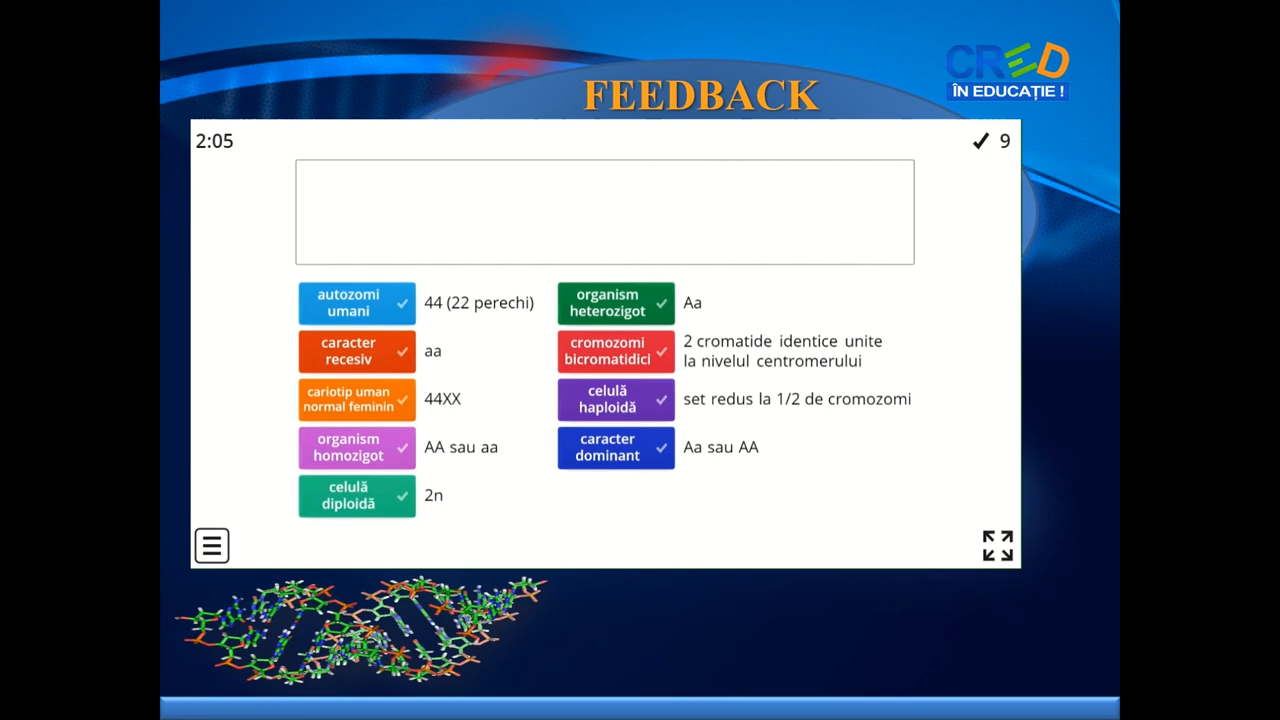 CRED
ÎN EDUCAȚIE !
FEEDBACK
2:05
✓ 9
autozomi
umani
44 (22 perechi)
caracter
recesiv
aa
cariotip uman
normal feminin
44XX
organism
homozigot
AA sau aa
celulă
diploidă
2n
organism
heterozigot
Aa
cromozomi
bicromatidici
2 cromatide identice unite
la nivelul centromerului
celulă
haploidă
set redus la 1/2 de cromozomi
caracter
dominant
Aa sau AA